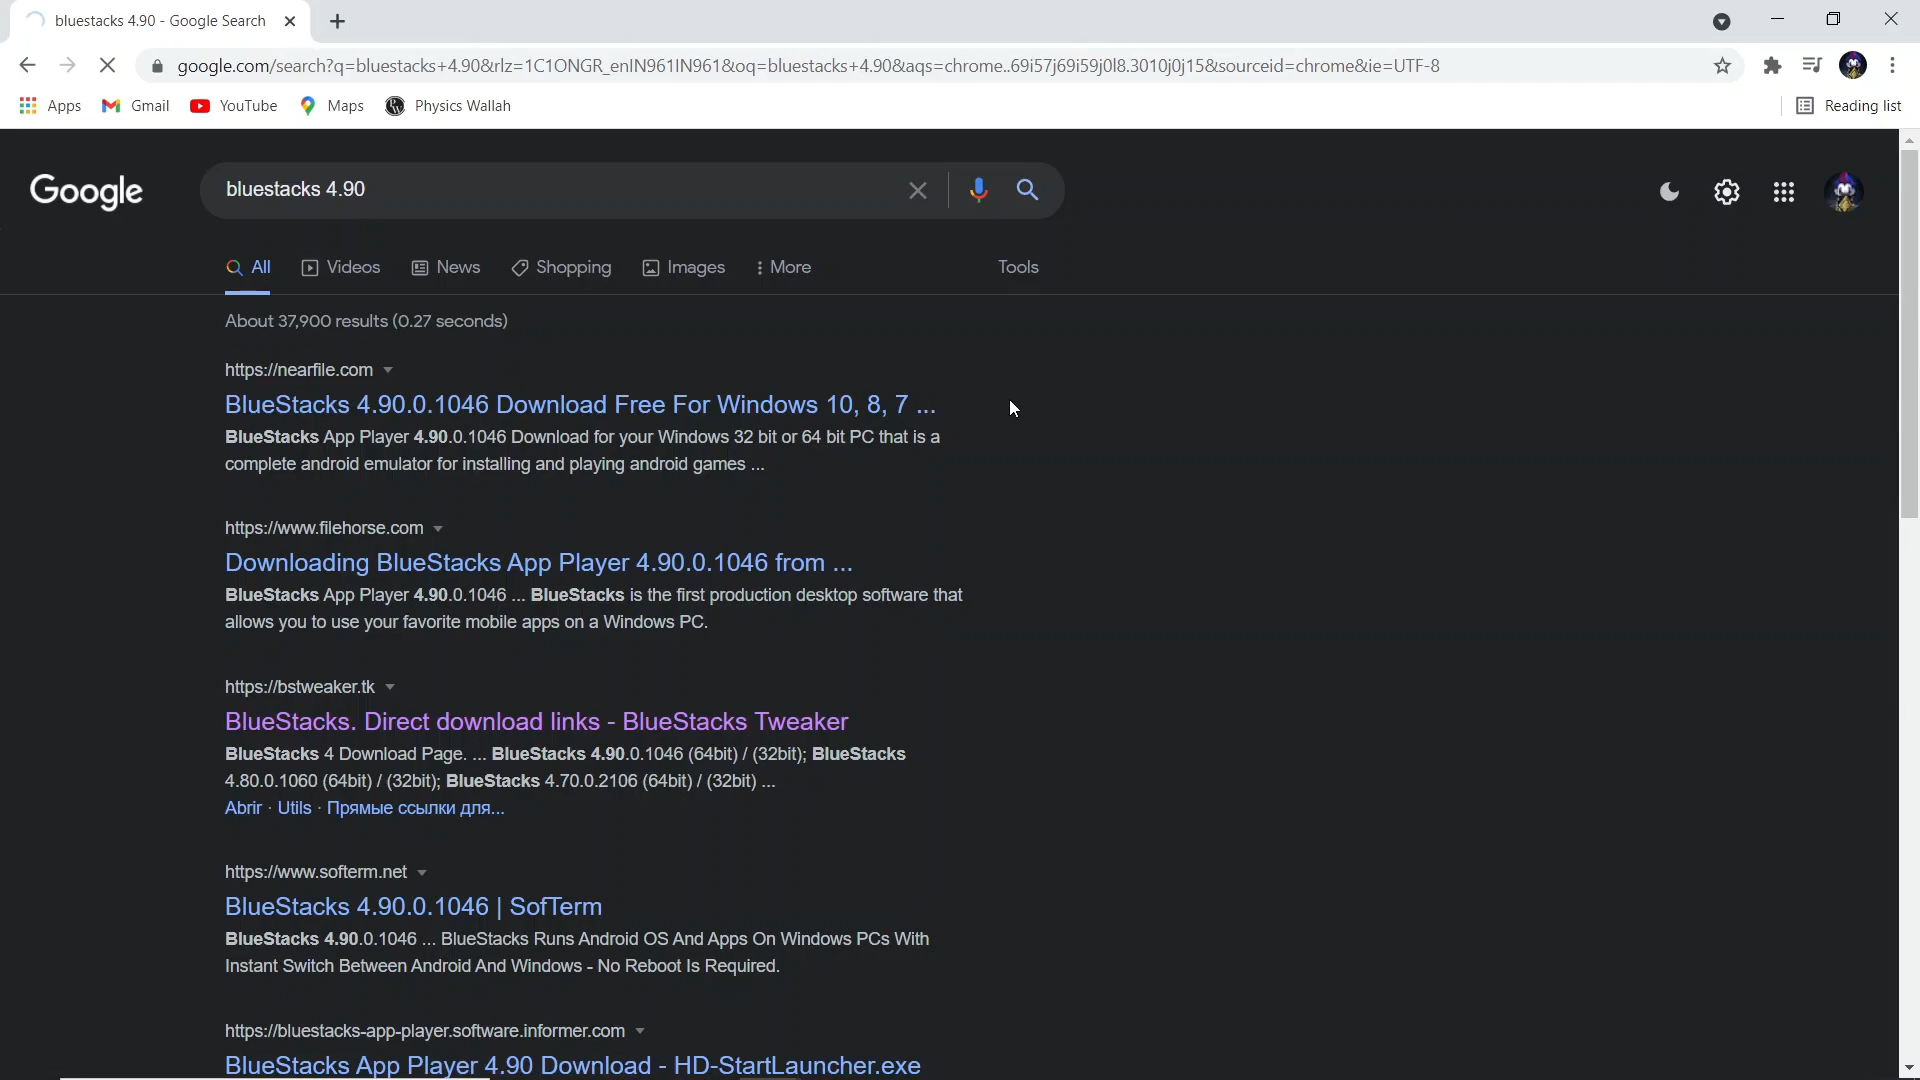 bluestacks 4.90 - Google Search
google.com/search?q=bluestacks+4.90&rlz=1C1ONGR_enIN961IN961&oq=bluestacks+4.90&aqs=chrome..69i57j69i59j0l8.3010j0j15&sourceid=chrome&ie=UTF-8
Apps Gmail YouTube Maps Physics Wallah Reading list
Google bluestacks 4.90
All Videos News Shopping Images More Tools
About 37,900 results (0.27 seconds)
https://nearfile.com
BlueStacks 4.90.0.1046 Download Free For Windows 10, 8, 7 ...
BlueStacks App Player 4.90.0.1046 Download for your Windows 32 bit or 64 bit PC that is a
complete android emulator for installing and playing android games ...
https://www.filehorse.com
Downloading BlueStacks App Player 4.90.0.1046 from ...
BlueStacks App Player 4.90.0.1046 ... BlueStacks is the first production desktop software that
allows you to use your favorite mobile apps on a Windows PC.
https://bstweaker.tk
BlueStacks. Direct download links - BlueStacks Tweaker
BlueStacks 4 Download Page. ... BlueStacks 4.90.0.1046 (64bit) / (32bit); BlueStacks
4.80.0.1060 (64bit) / (32bit); BlueStacks 4.70.0.2106 (64bit) / (32bit) ...
Abrir · Utils · Прямые ссылки для...
https://www.softerm.net
BlueStacks 4.90.0.1046 | SofTerm
BlueStacks 4.90.0.1046 ... BlueStacks Runs Android OS And Apps On Windows PCs With
Instant Switch Between Android And Windows - No Reboot Is Required.
https://bluestacks-app-player.software.informer.com
BlueStacks App Player 4.90 Download - HD-StartLauncher.exe